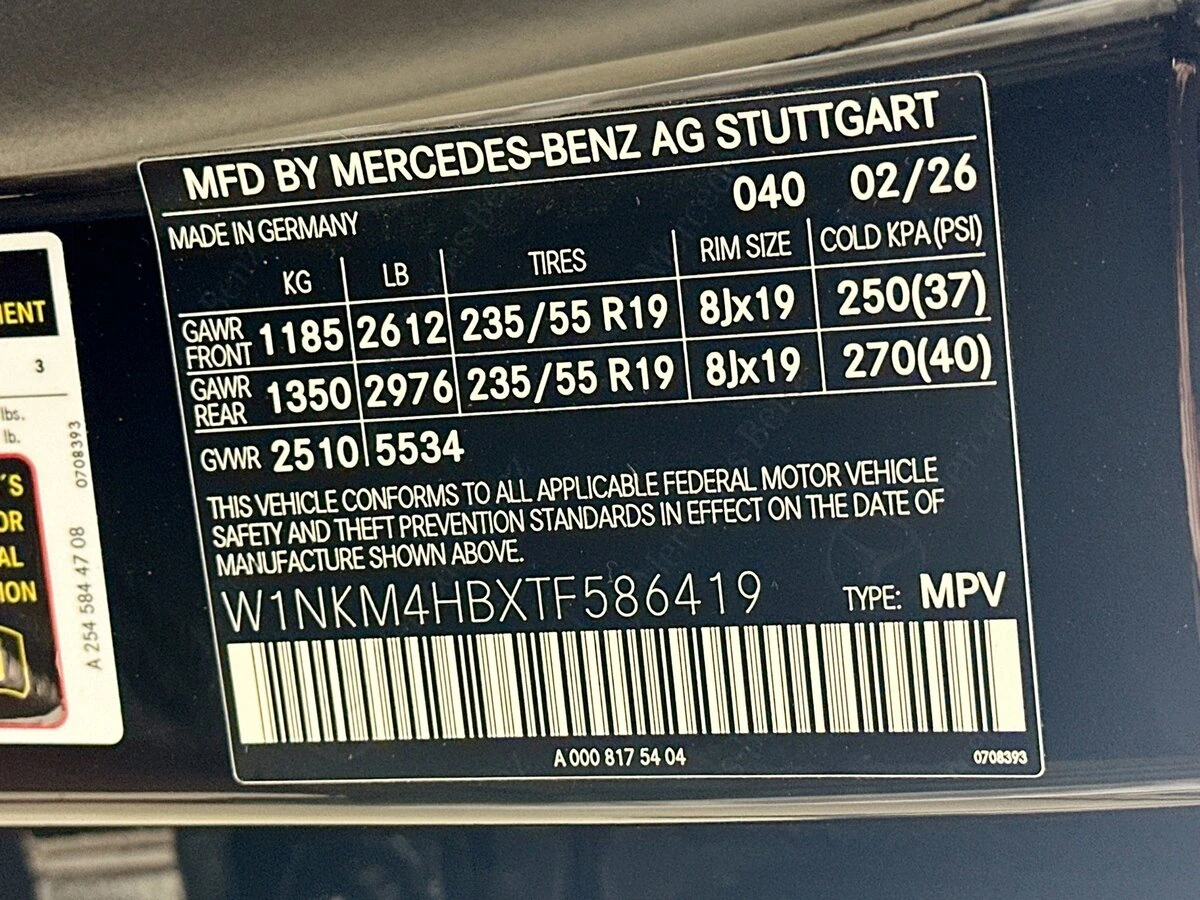 MFD BY MERCEDES-BENZ AG STUTTGART
MADE IN GERMANY 040 02/26
KG LB TIRES RIM SIZE COLD KPA (PSI)
GAWR FRONT 1185 2612 235/55 R19 8Jx19 250(37)
GAWR REAR 1350 2976 235/55 R19 8Jx19 270(40)
GVWR 2510 5534
THIS VEHICLE CONFORMS TO ALL APPLICABLE FEDERAL MOTOR VEHICLE
SAFETY AND THEFT PREVENTION STANDARDS IN EFFECT ON THE DATE OF
MANUFACTURE SHOWN ABOVE.
W1NKM4HBXTF586419 TYPE: MPV
A 000 817 54 04 0708393
3
lbs.
lb.
A 254 584 47 08 0708393